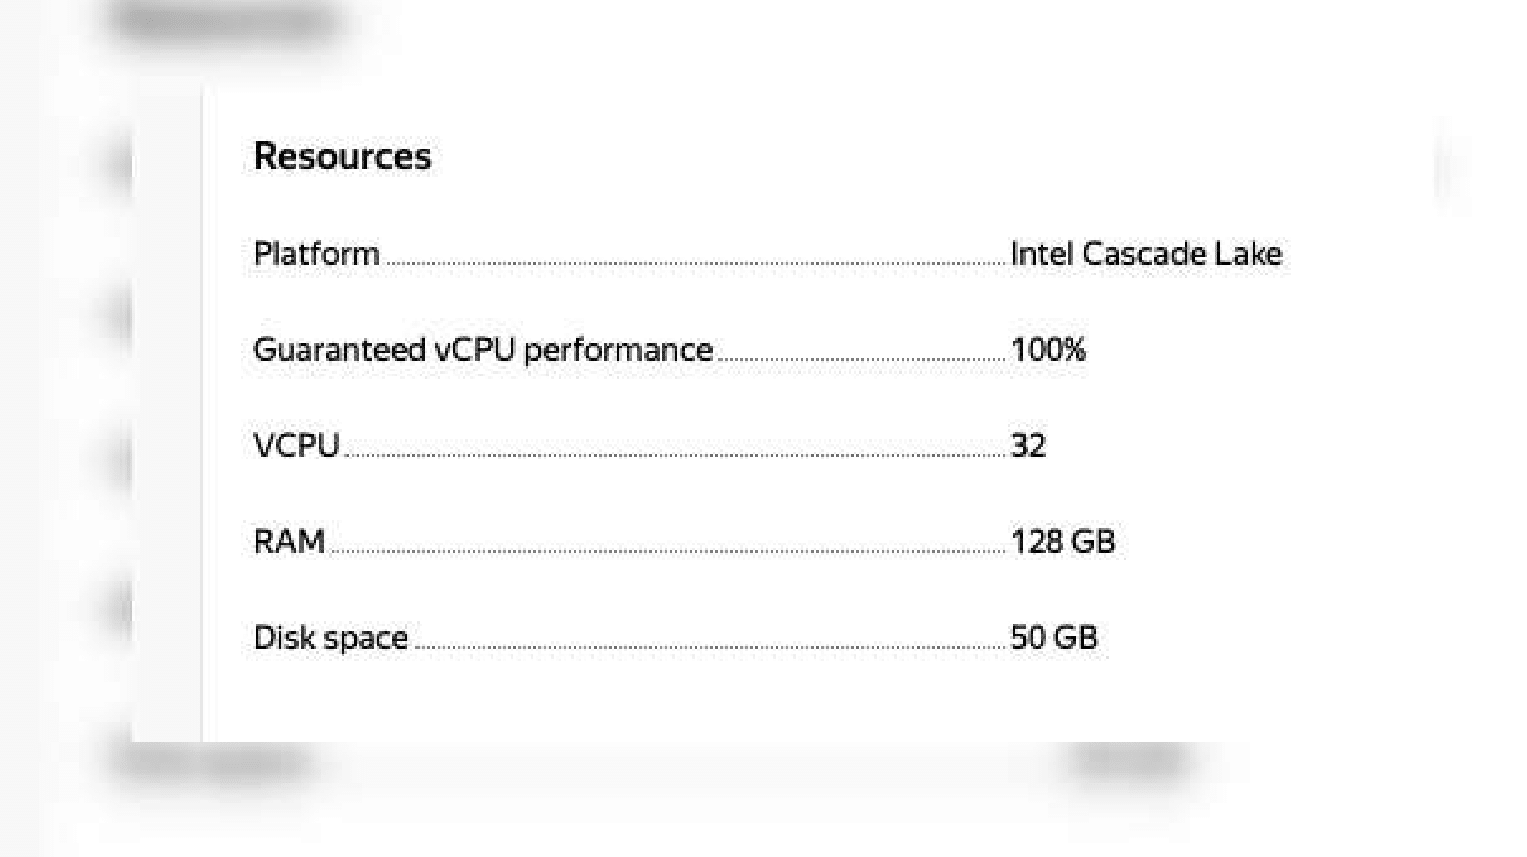 Resources
Platform Intel Cascade Lake
Guaranteed vCPU performance 100%
VCPU 32
RAM 128 GB
Disk space 50 GB